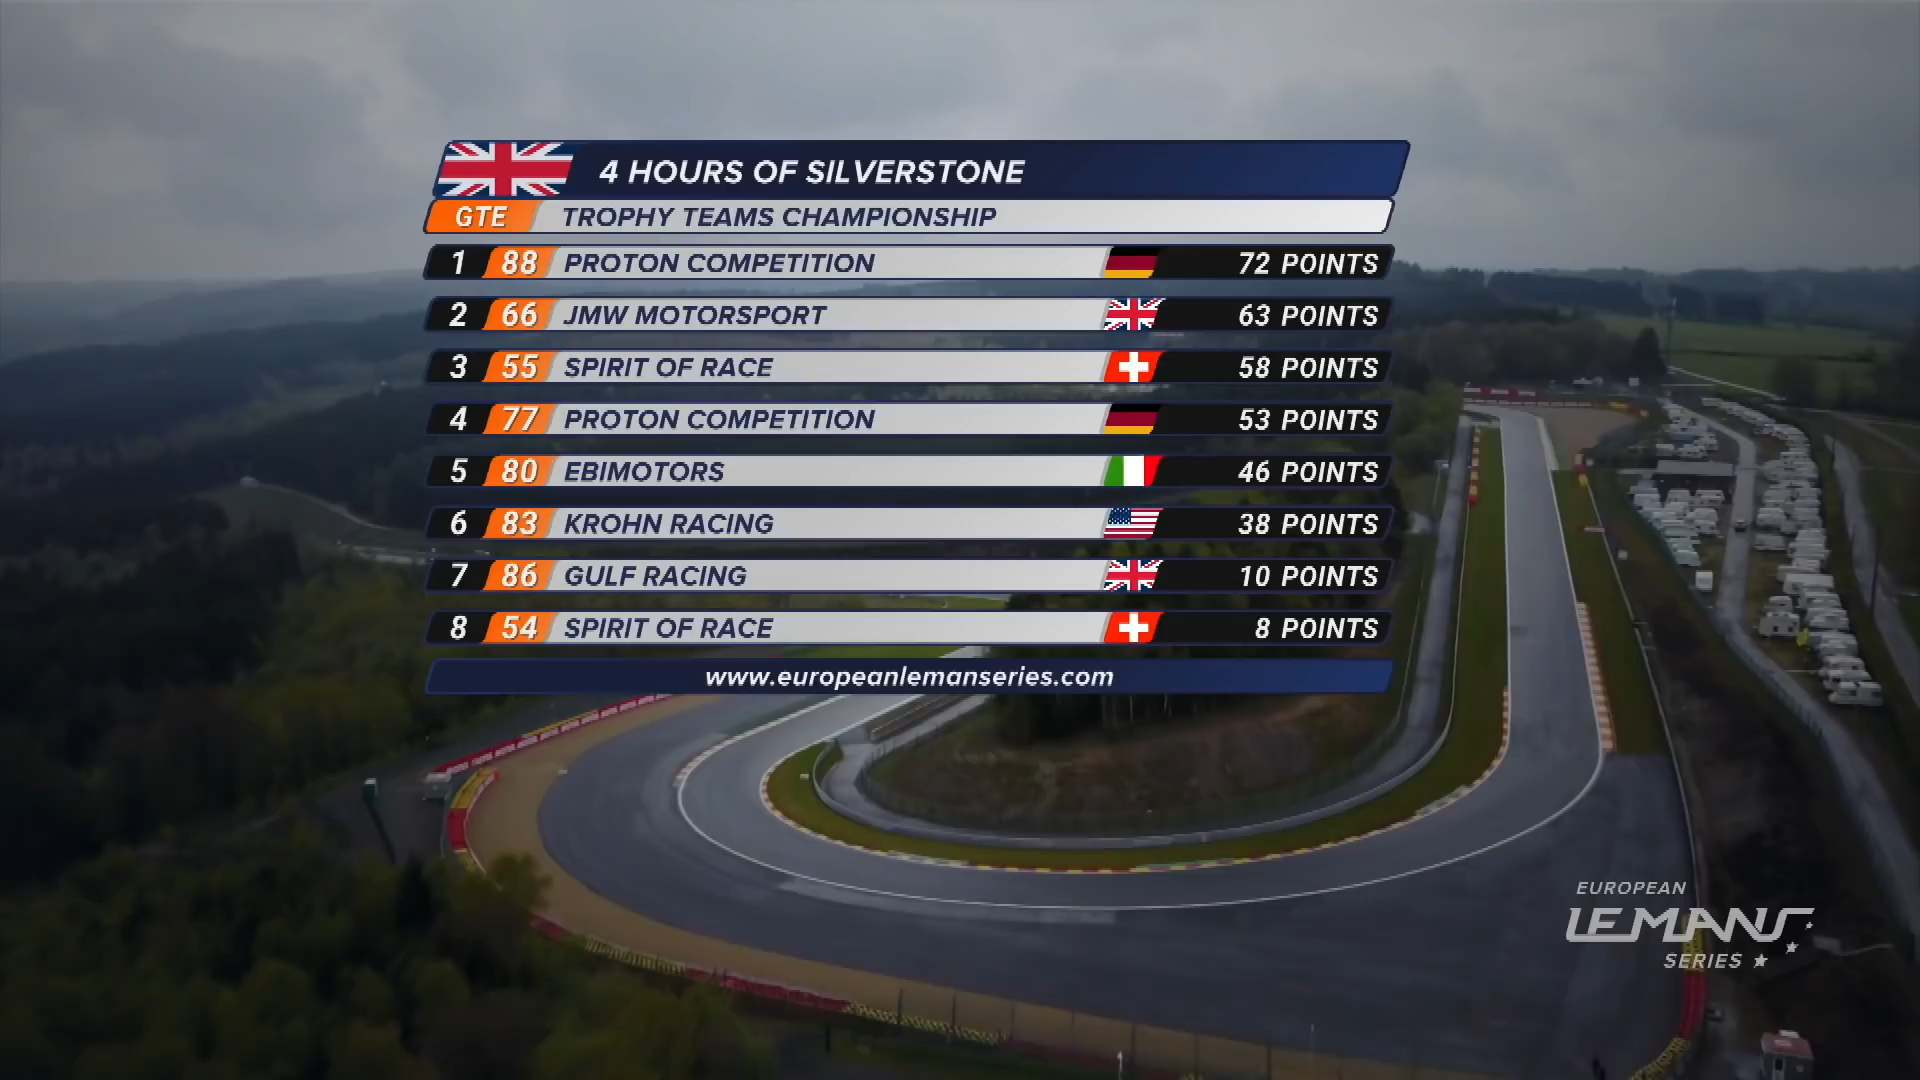 4 HOURS OF SILVERSTONE
GTE TROPHY TEAMS CHAMPIONSHIP
1 88 PROTON COMPETITION 72 POINTS
2 66 JMW MOTORSPORT 63 POINTS
3 55 SPIRIT OF RACE 58 POINTS
4 77 PROTON COMPETITION 53 POINTS
5 80 EBIMOTORS 46 POINTS
6 83 KROHN RACING 38 POINTS
7 86 GULF RACING 10 POINTS
8 54 SPIRIT OF RACE 8 POINTS
www.europeanlemanseries.com
EUROPEAN
LE MANS
SERIES